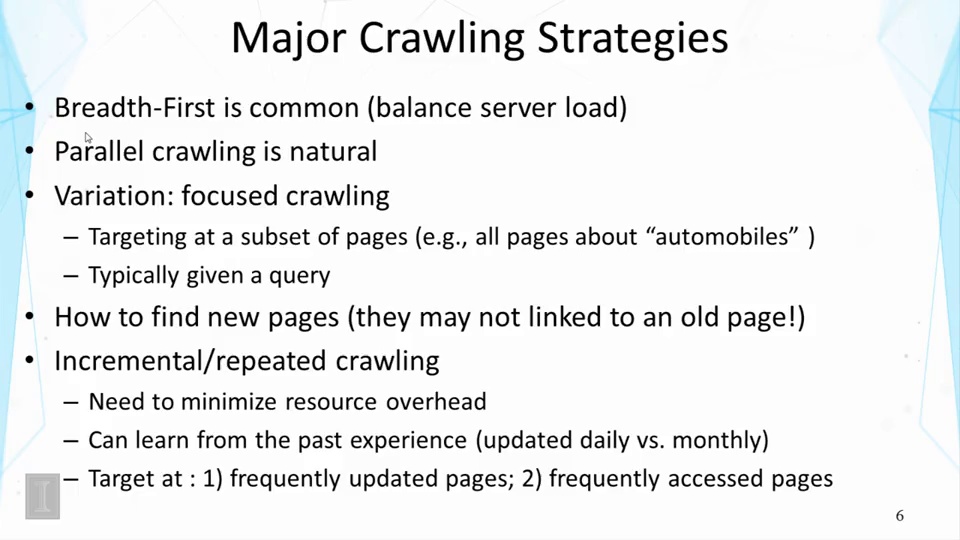 Major Crawling Strategies
• Breadth-First is common (balance server load)
• Parallel crawling is natural
• Variation: focused crawling
– Targeting at a subset of pages (e.g., all pages about “automobiles” )
– Typically given a query
• How to find new pages (they may not linked to an old page!)
• Incremental/repeated crawling
– Need to minimize resource overhead
– Can learn from the past experience (updated daily vs. monthly)
– Target at : 1) frequently updated pages; 2) frequently accessed pages
I
6